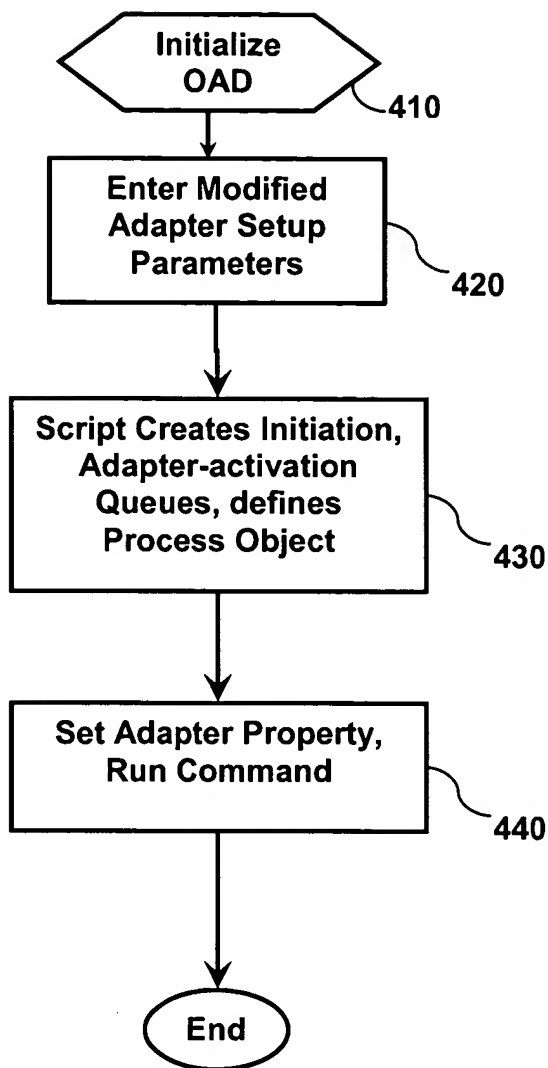 Initialize
OAD
410
Enter Modified
Adapter Setup
Parameters
420
Script Creates Initiation,
Adapter-activation
Queues, defines
Process Object
430
Set Adapter Property,
Run Command
440
End